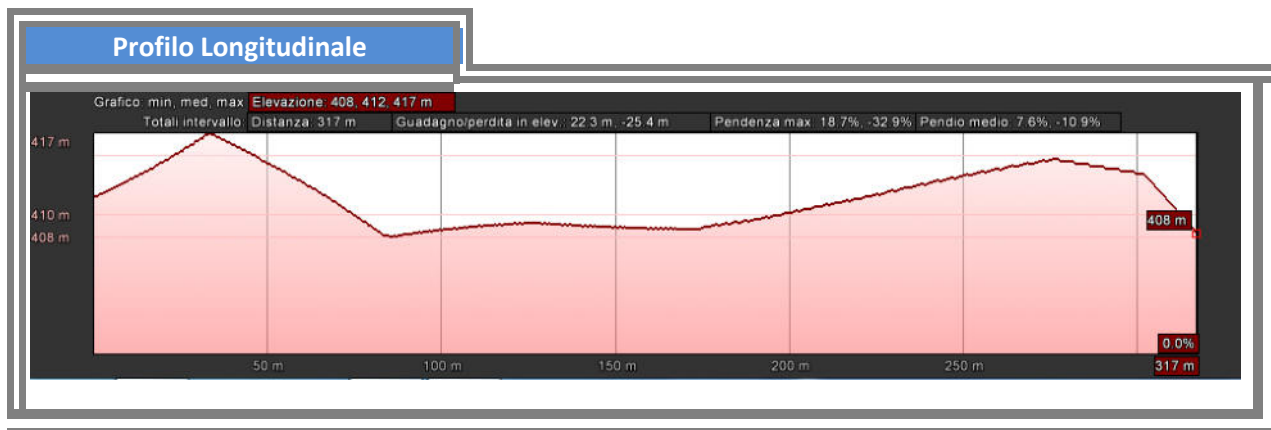 Profilo Longitudinale
Grafico: min, med, max Elevazione: 408, 412, 417 m
Totali intervallo: Distanza: 317 m Guadagno/perdita in elev.: 22.3 m, -25.4 m Pendenza max: 18.7%, -32.9% Pendio medio: 7.6%, -10.9%
417 m
410 m
408 m
408 m
0.0%
50 m 100 m 150 m 200 m 250 m 317 m